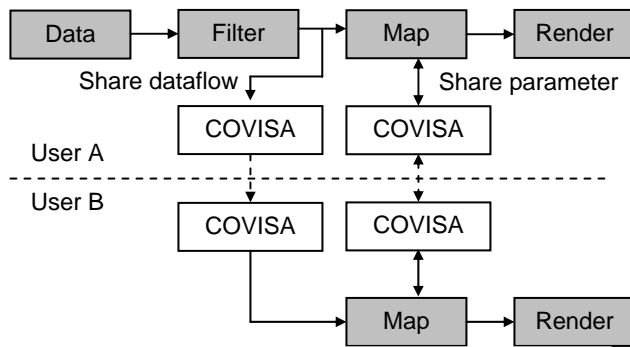 Data
Filter
Map
Render
Share dataflow
Share parameter
COVISA
COVISA
User A
User B
COVISA
COVISA
Map
Render